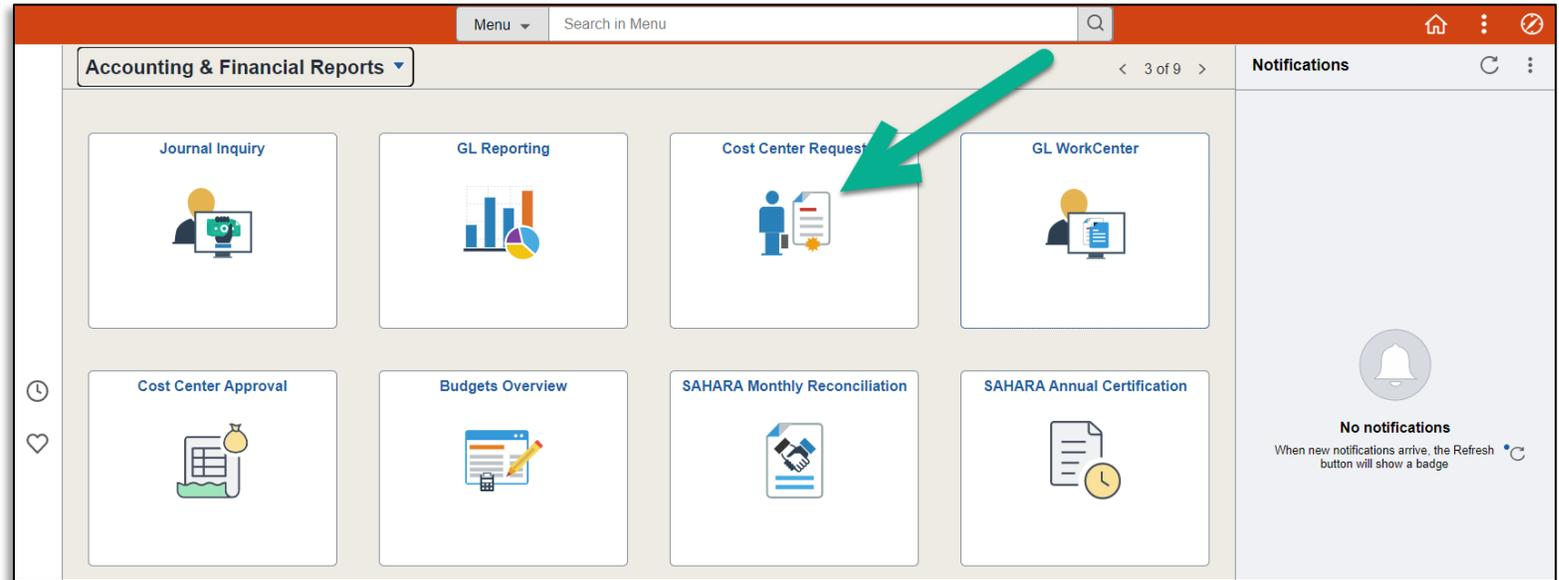 Menu
Search in Menu
Accounting & Financial Reports
3 of 9
Notifications
Journal Inquiry
GL Reporting
Cost Center Request
GL WorkCenter
Cost Center Approval
Budgets Overview
SAHARA Monthly Reconciliation
SAHARA Annual Certification
No notifications
When new notifications arrive, the Refresh
button will show a badge